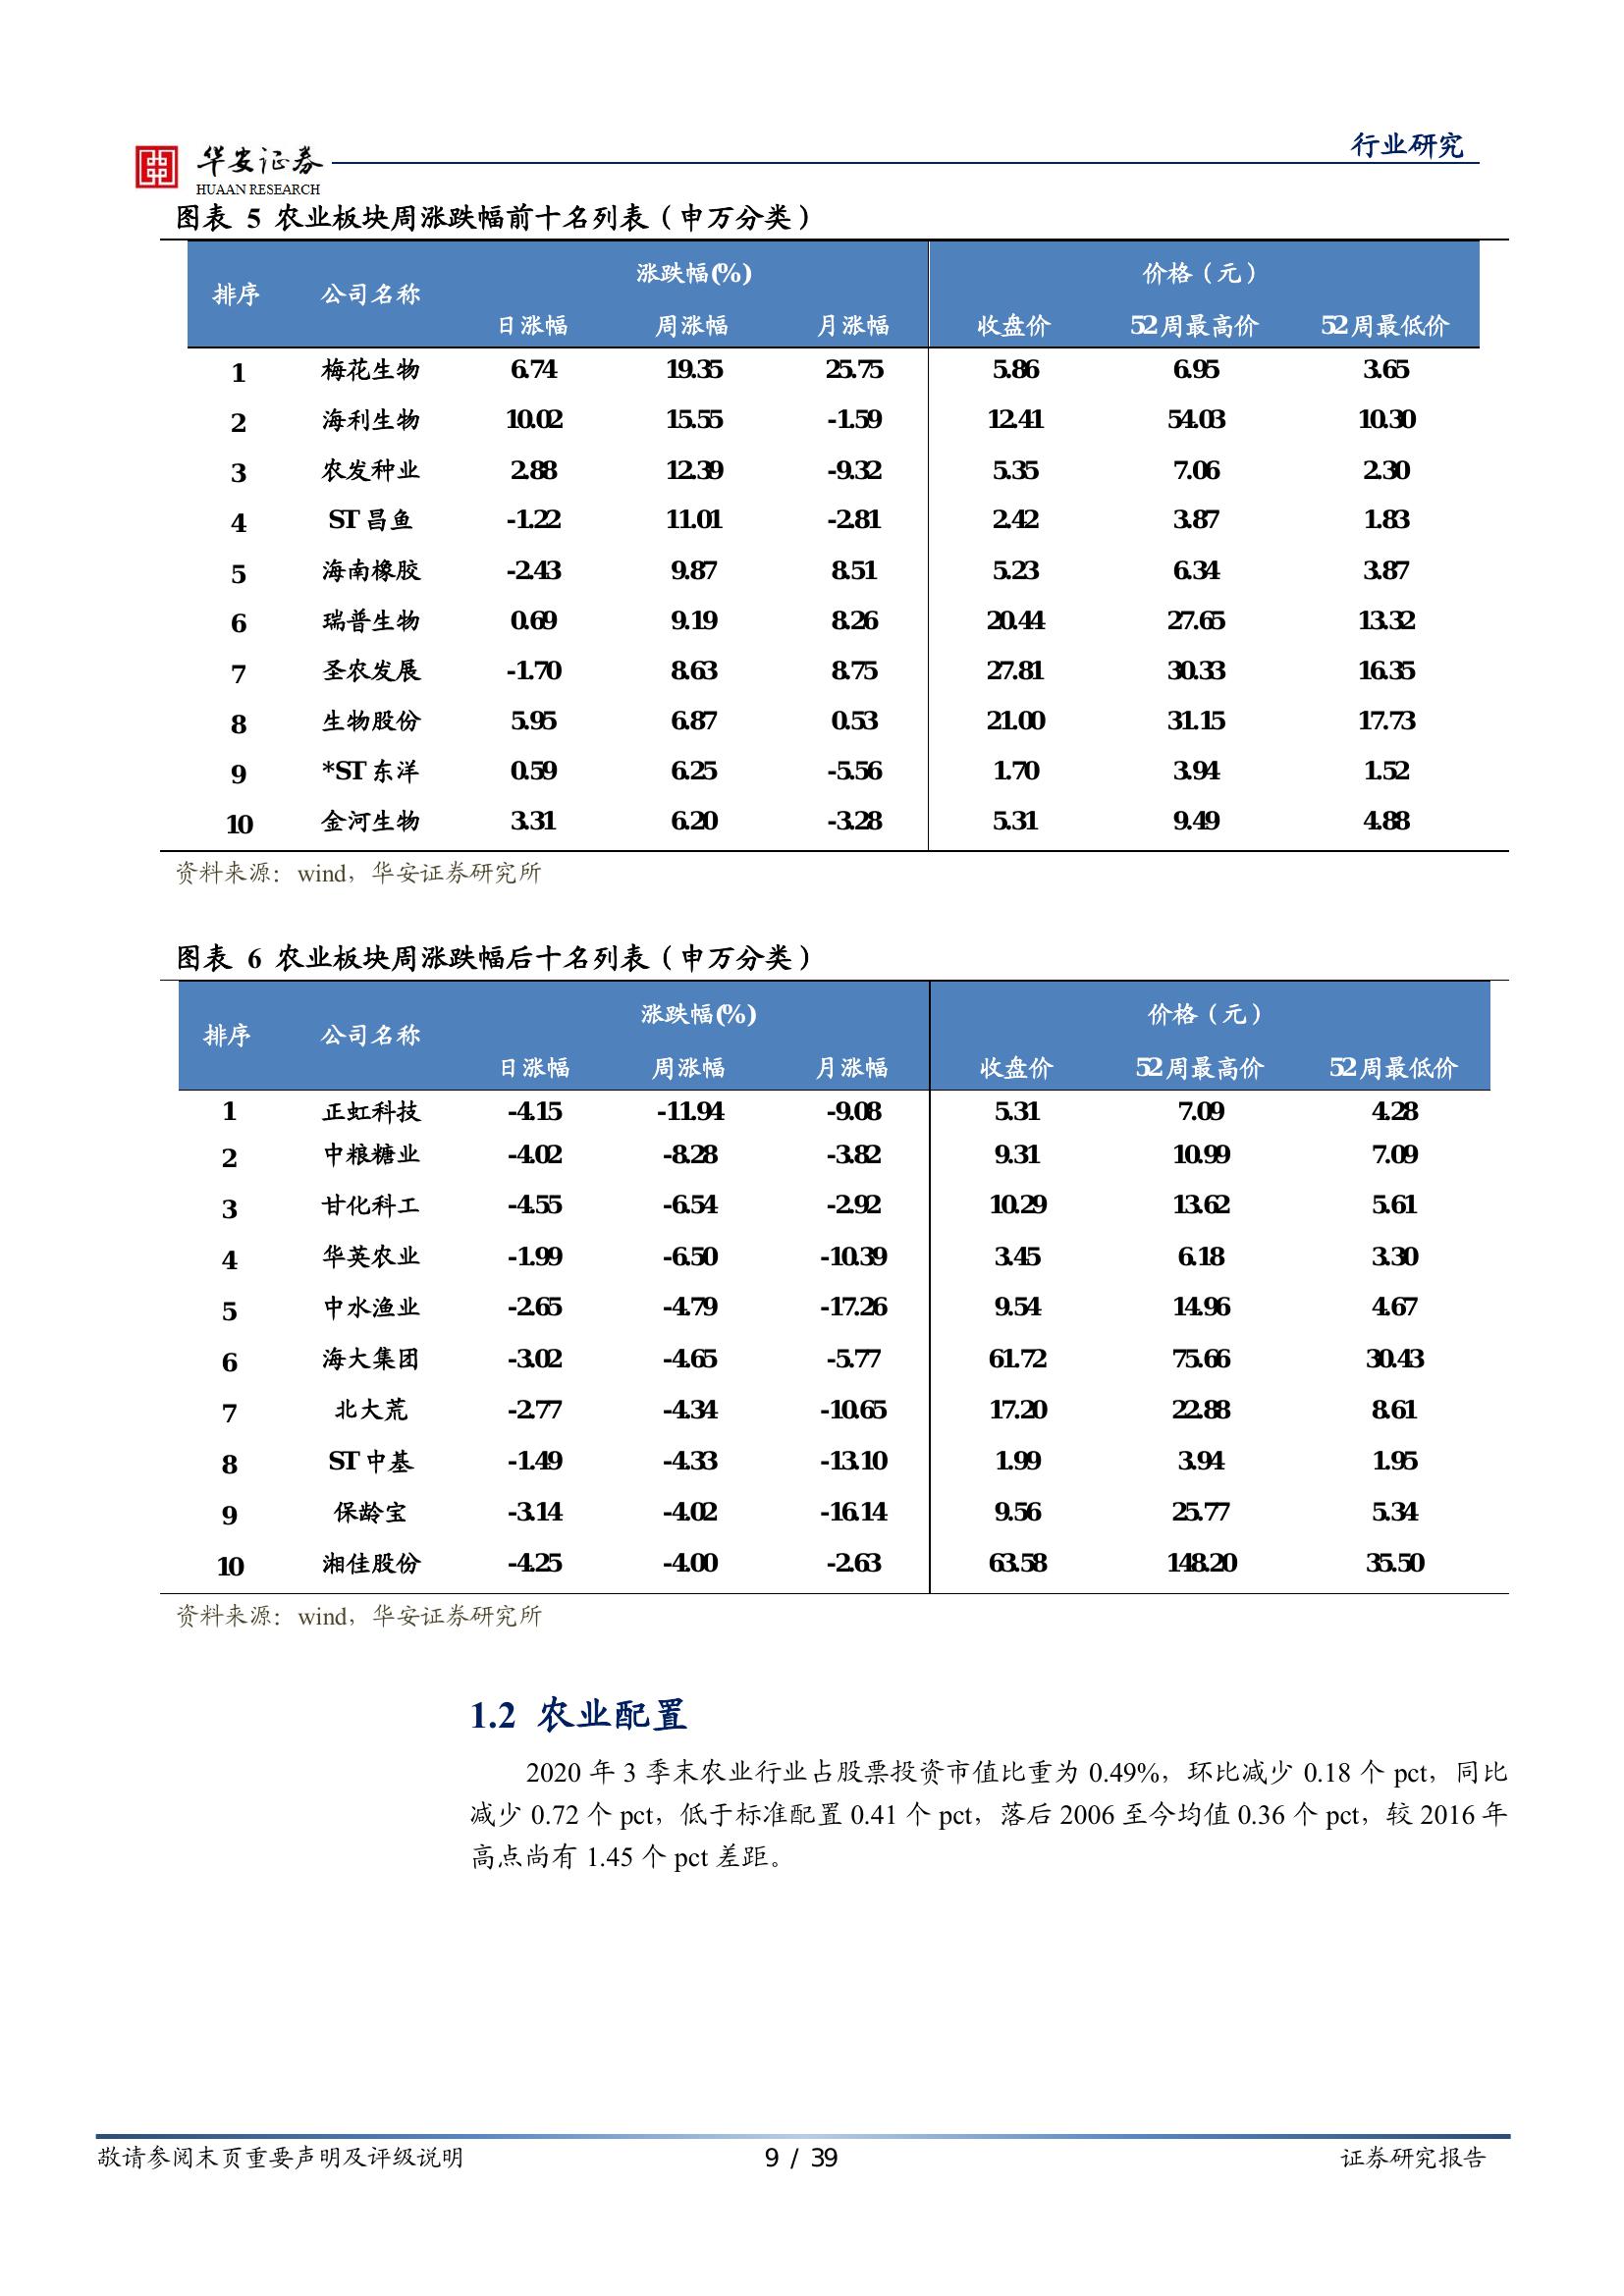 行业研究
华安证券
HUAAN RESEARCH
图表 5 农业板块周涨跌幅前十名列表（申万分类）
排序 公司名称 涨跌幅(%) 价格（元）
日涨幅 周涨幅 月涨幅 收盘价 52周最高价 52周最低价
1 梅花生物 6.74 19.35 25.75 5.86 6.95 3.65
2 海利生物 10.02 15.55 -1.59 12.41 54.03 10.30
3 农发种业 2.88 12.39 -9.32 5.35 7.06 2.30
4 ST昌鱼 -1.22 11.01 -2.81 2.42 3.87 1.83
5 海南橡胶 -2.43 9.87 8.51 5.23 6.34 3.87
6 瑞普生物 0.69 9.19 8.26 20.44 27.65 13.32
7 圣农发展 -1.70 8.63 8.75 27.81 30.33 16.35
8 生物股份 5.95 6.87 0.53 21.00 31.15 17.73
9 *ST东洋 0.59 6.25 -5.56 1.70 3.94 1.52
10 金河生物 3.31 6.20 -3.28 5.31 9.49 4.88
资料来源：wind，华安证券研究所
图表 6 农业板块周涨跌幅后十名列表（申万分类）
排序 公司名称 涨跌幅(%) 价格（元）
日涨幅 周涨幅 月涨幅 收盘价 52周最高价 52周最低价
1 正虹科技 -4.15 -11.94 -9.08 5.31 7.09 4.28
2 中粮糖业 -4.02 -8.28 -3.82 9.31 10.99 7.09
3 甘化科工 -4.55 -6.54 -2.92 10.29 13.62 5.61
4 华英农业 -1.99 -6.50 -10.39 3.45 6.18 3.30
5 中水渔业 -2.65 -4.79 -17.26 9.54 14.96 4.67
6 海大集团 -3.02 -4.65 -5.77 61.72 75.66 30.43
7 北大荒 -2.77 -4.34 -10.65 17.20 22.88 8.61
8 ST中基 -1.49 -4.33 -13.10 1.99 3.94 1.95
9 保龄宝 -3.14 -4.02 -16.14 9.56 25.77 5.34
10 湘佳股份 -4.25 -4.00 -2.63 63.58 148.20 35.50
资料来源：wind，华安证券研究所
1.2 农业配置
2020 年 3 季末农业行业占股票投资市值比重为 0.49%，环比减少 0.18 个 pct，同比
减少 0.72 个 pct，低于标准配置 0.41 个 pct，落后 2006 至今均值 0.36 个 pct，较 2016 年
高点尚有 1.45 个 pct 差距。
敬请参阅末页重要声明及评级说明 9 / 39 证券研究报告